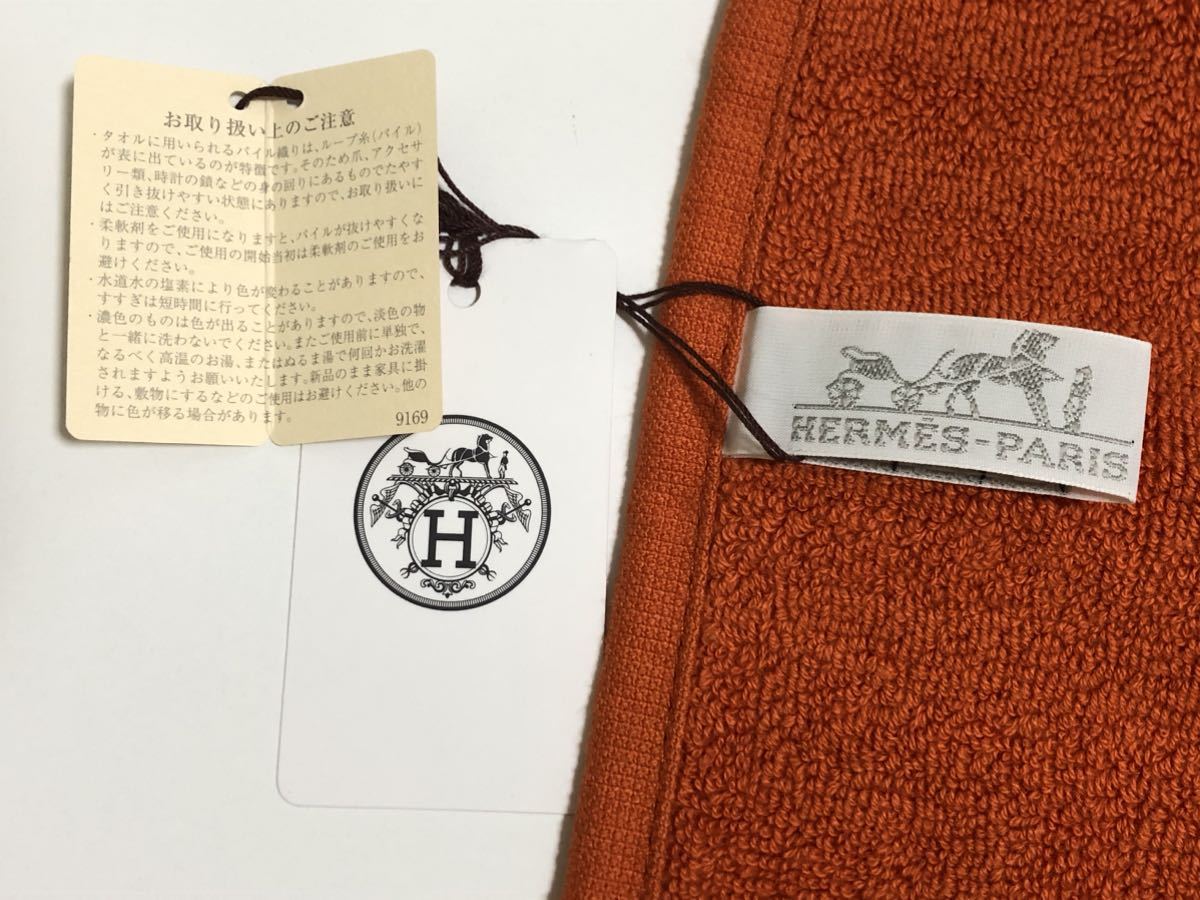 お取り扱い上のご注意
・タオルに用いられるパイル織りは、ループ糸(パイル)
が表に出ているのが特徴です。そのため爪、アクセサ
リー類、時計の鎖などの身の回りにあるものでたやす
く引き抜けやすい状態にありますので、お取り扱いに
はご注意ください。
・柔軟剤をご使用になりますと、パイルが抜けやすくな
りますので、ご使用の開始当初は柔軟剤のご使用をお
避けください。
・水道水の塩素により色が変わることがありますので、
すすぎは短時間に行ってください。
・濃色のものは色が出ることがありますので、淡色の物
と一緒に洗わないでください。またご使用前に単独で、
なるべく高温のお湯、またはぬるま湯で何回かお洗濯
されますようお願いいたします。新品のまま家具に掛
ける、敷物にするなどのご使用はお避けください。他の
物に色が移る場合があります。
9169
H
HERMÈS-PARIS